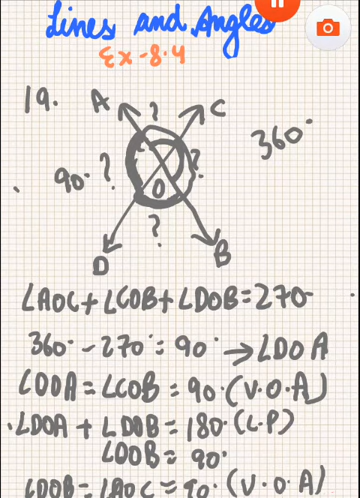 Lines and Angles
Ex-8.4
19.
A ? C
360°
90° ? ?
O
?
D B
∠AOC+∠COB+∠DOB=270°
360°-270°=90° →∠DOA
∠DOA=∠COB=90°(V.O.A)
∠DOA+∠DOB=180°(L.P)
∠DOB=90°
∠DOB=∠AOC=90°(V.O.A)